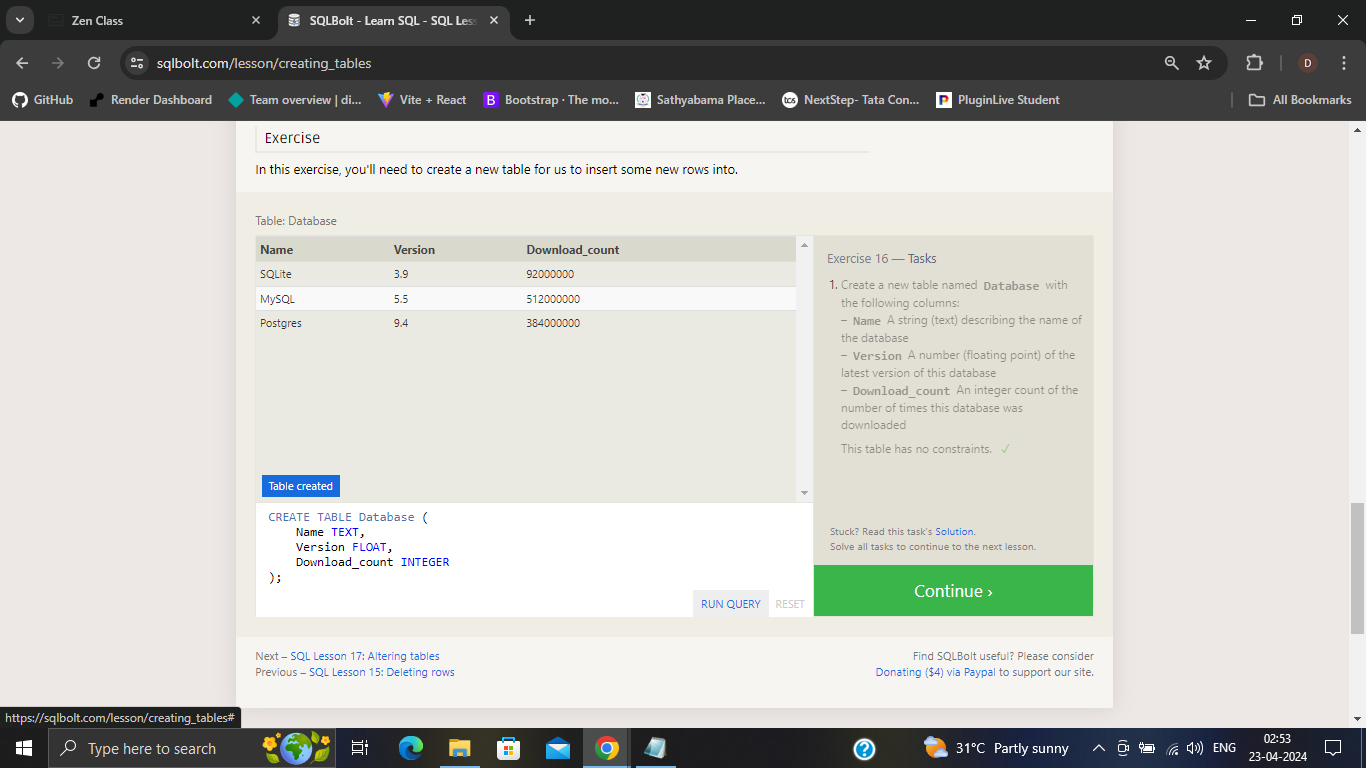 Zen Class
SQLBolt - Learn SQL - SQL Les
sqlbolt.com/lesson/creating_tables
D
GitHub
Render Dashboard
Team overview | di...
Vite + React
B
Bootstrap · The mo...
Sathyabama Place...
tcs
NextStep- Tata Con...
P
PluginLive Student
All Bookmarks
Exercise
In this exercise, you'll need to create a new table for us to insert some new rows into.
Table: Database
Name Version Download_count
SQLite 3.9 92000000
MySQL 5.5 512000000
Postgres 9.4 384000000
Table created
CREATE TABLE Database (
    Name TEXT,
    Version FLOAT,
    Download_count INTEGER
);
RUN QUERY
RESET
Exercise 16 — Tasks
1. Create a new table named Database with
the following columns:
– Name A string (text) describing the name of
the database
– Version A number (floating point) of the
latest version of this database
– Download_count An integer count of the
number of times this database was
downloaded
This table has no constraints. ✓
Stuck? Read this task's Solution.
Solve all tasks to continue to the next lesson.
Continue ›
Next – SQL Lesson 17: Altering tables
Previous – SQL Lesson 15: Deleting rows
Find SQLBolt useful? Please consider
Donating ($4) via Paypal to support our site.
https://sqlbolt.com/lesson/creating_tables#
Type here to search
31°C Partly sunny
ENG
02:53
23-04-2024